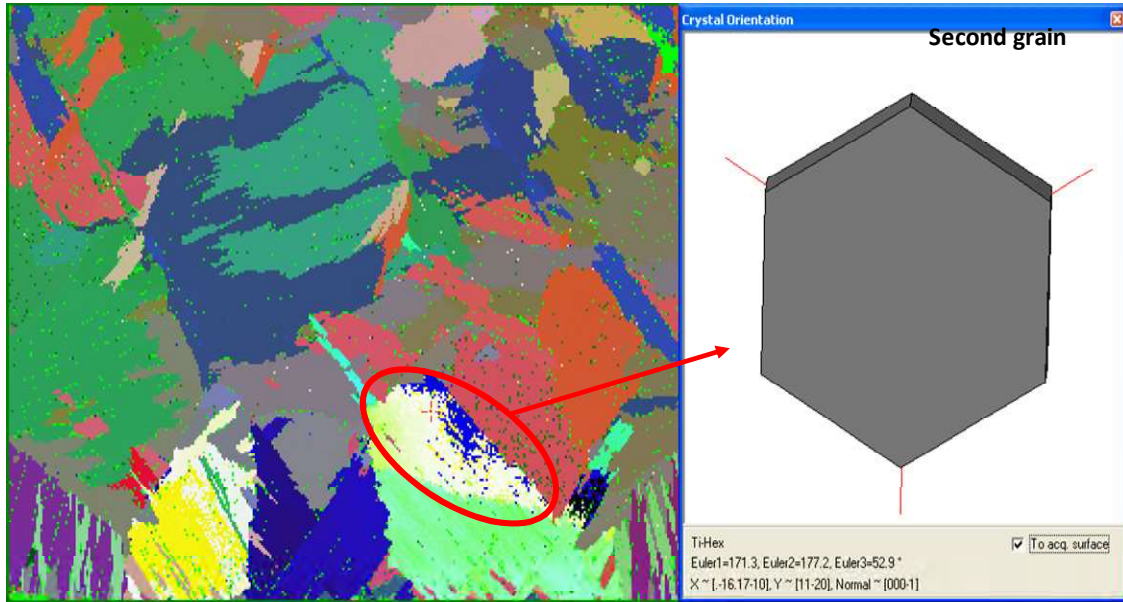 Crystal Orientation
Second grain
Ti-Hex
To acq. surface
Euler1=171.3, Euler2=177.2, Euler3=52.9 °
X ~ [-16.17-10], Y ~ [11-20], Normal ~ [000-1]